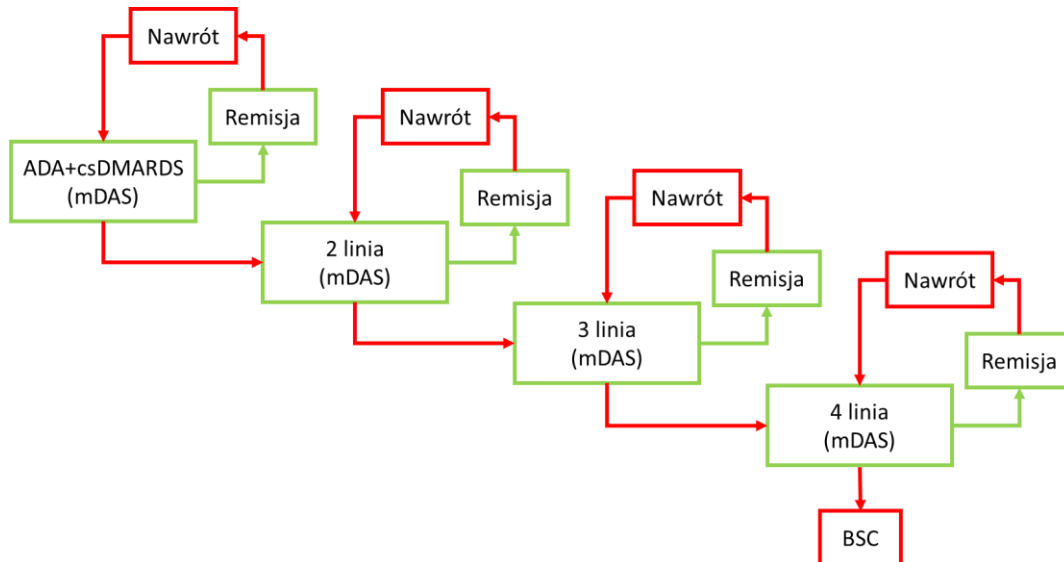 Nawrót
Remisja
ADA+csDMARDS
(mDAS)
Nawrót
Remisja
2 linia
(mDAS)
Nawrót
Remisja
3 linia
(mDAS)
Nawrót
Remisja
4 linia
(mDAS)
BSC